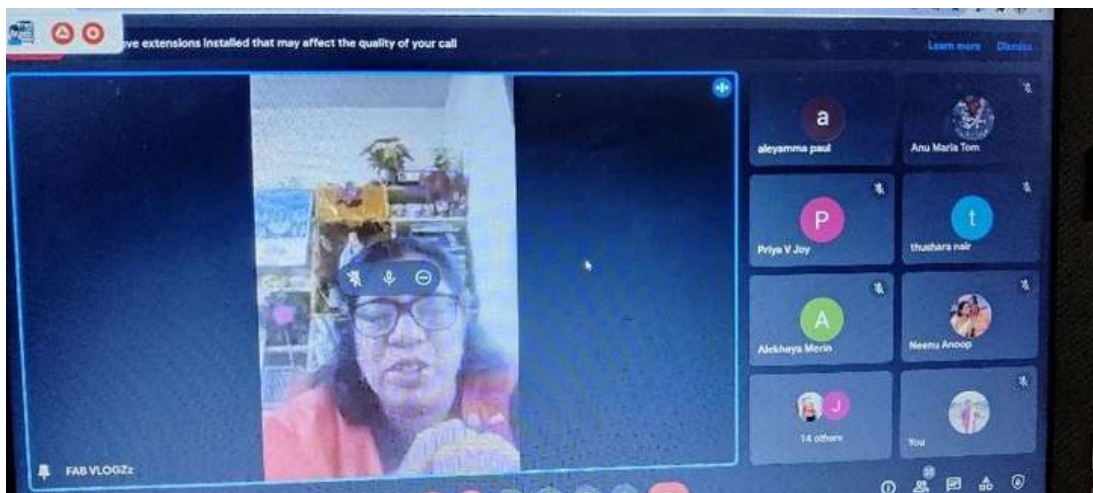 ve extensions installed that may affect the quality of your call
Learn more Dismiss
a
aleyamma paul
Anu Maria Tom
P
Priya V Joy
t
thushara nair
A
Alekhaya Merin
Neenu Anoop
J
14 others
You
FAB VLOGZz